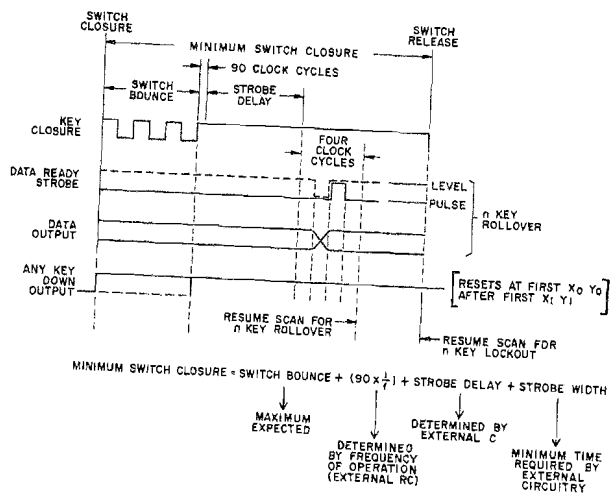 SWITCH
CLOSURE
SWITCH
RELEASE
MINIMUM SWITCH CLOSURE
90 CLOCK CYCLES
SWITCH
BOUNCE
STROBE
DELAY
KEY
CLOSURE
FOUR
CLOCK
CYCLES
DATA READY
STROBE
LEVEL
PULSE
n KEY
ROLLOVER
DATA
OUTPUT
ANY KEY
DOWN
OUTPUT
RESETS AT FIRST X0 Y0
AFTER FIRST X1 Y1
RESUME SCAN FOR
n KEY ROLLOVER
RESUME SCAN FOR
n KEY LOCKOUT
MINIMUM SWITCH CLOSURE = SWITCH BOUNCE + (90 x 1/f) + STROBE DELAY + STROBE WIDTH
MAXIMUM
EXPECTED
DETERMINED
BY FREQUENCY
OF OPERATION
(EXTERNAL RC)
DETERMINED BY
EXTERNAL C
MINIMUM TIME
REQUIRED BY
EXTERNAL
CIRCUITRY